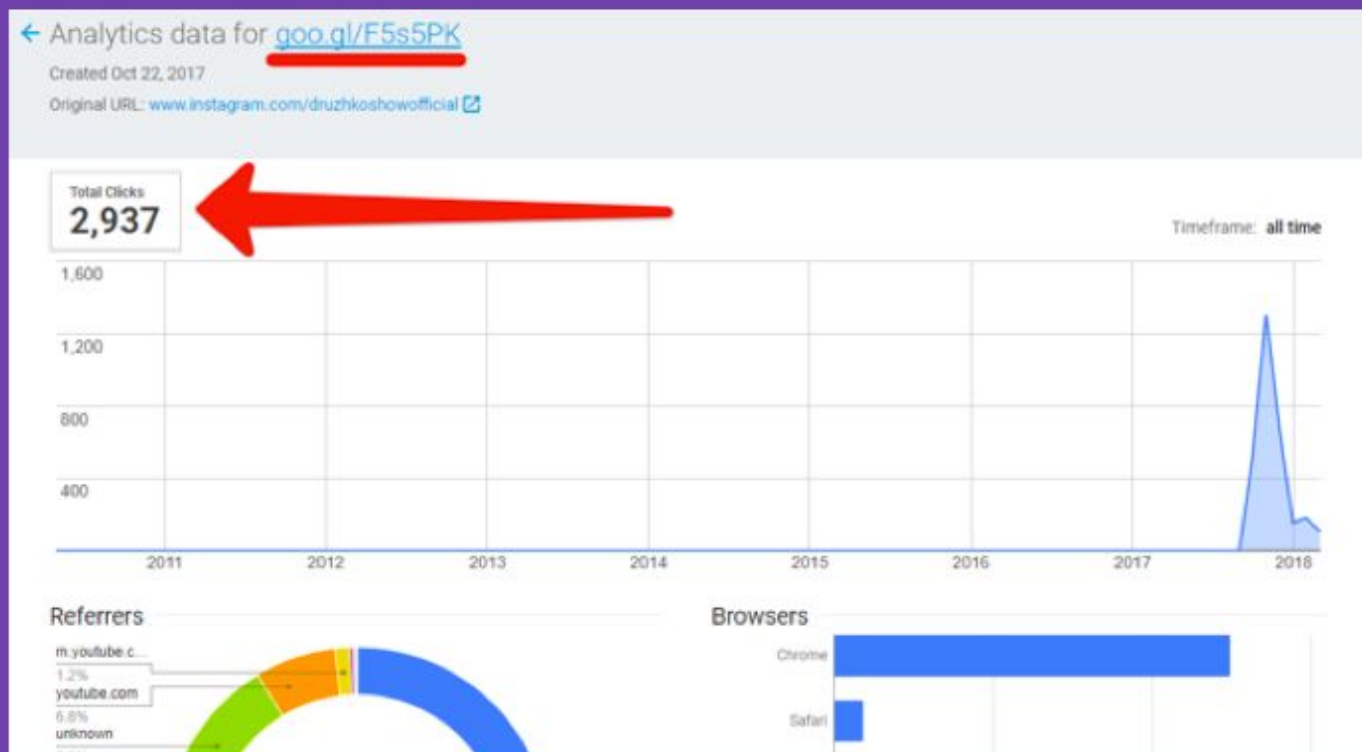 Analytics data for goo.gl/F5s5PK
Created Oct 22, 2017
Original URL: www.instagram.com/druzhkoshowofficial
Total Clicks
2,937
Timeframe: all time
1,600
1,200
800
400
2011 2012 2013 2014 2015 2016 2017 2018
Referrers
m.youtube.c...
1.2%
youtube.com
6.8%
unknown
Browsers
Chrome
Safari